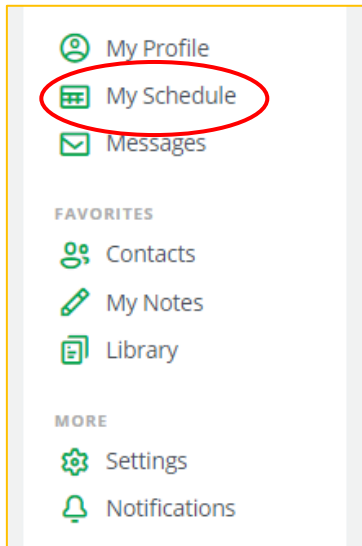 My Profile
My Schedule
Messages
FAVORITES
Contacts
My Notes
Library
MORE
Settings
Notifications